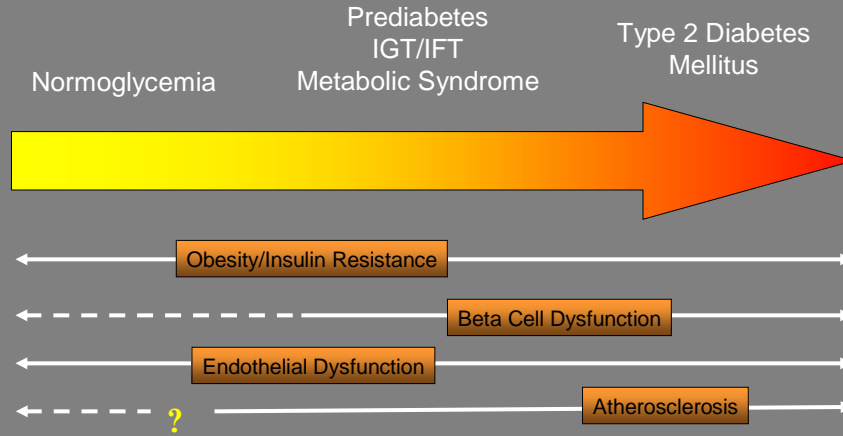 Normoglycemia
Prediabetes
IGT/IFT
Metabolic Syndrome
Type 2 Diabetes
Mellitus
Obesity/Insulin Resistance
Beta Cell Dysfunction
Endothelial Dysfunction
Atherosclerosis
?